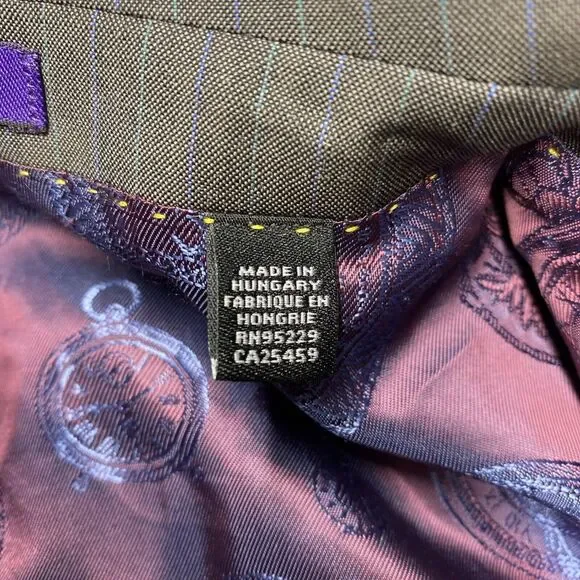 MADE IN
HUNGARY
FABRIQUE EN
HONGRIE
RN95229
CA25459